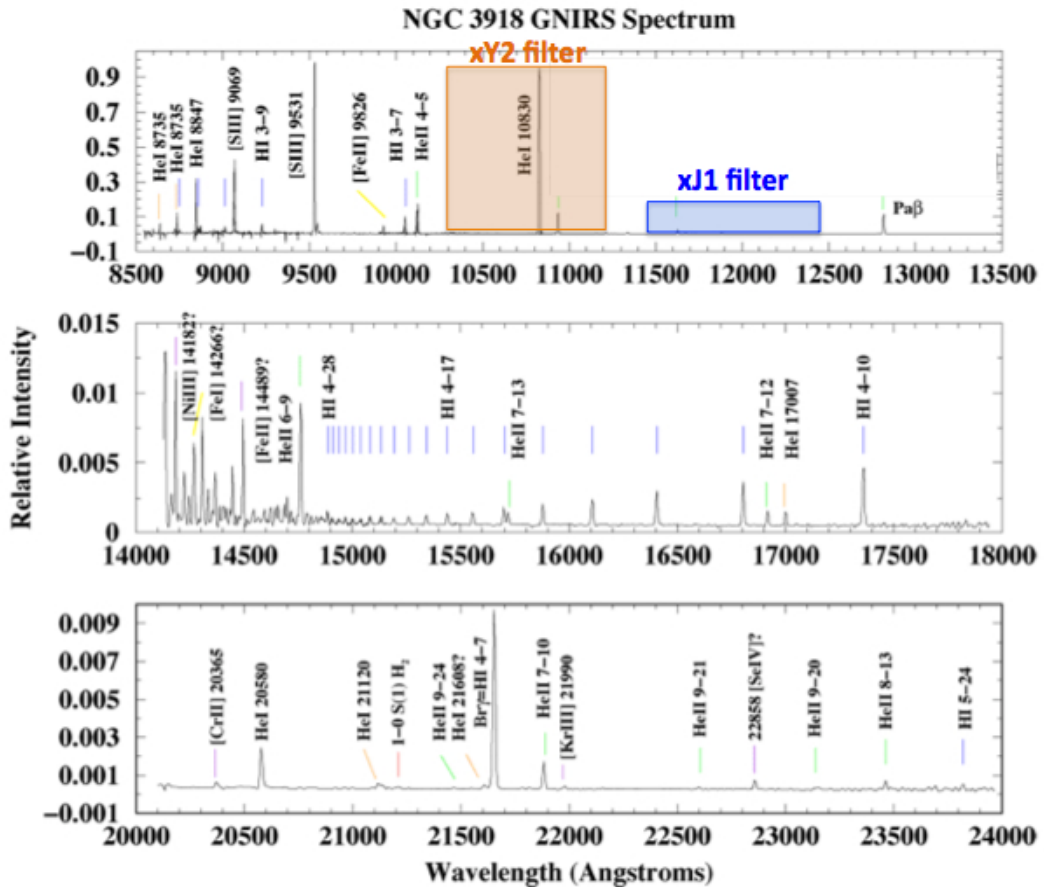 NGC 3918 GNIRS Spectrum
xY2 filter
xJ1 filter
HeI 8735
HeI 8735
HeI 8847
[SIII] 9069
HI 3−9
[SIII] 9531
[FeII] 9826
HI 3−7
HeII 4−5
HeI 10830
Paβ
0.9
0.7
0.5
0.3
0.1
−0.1
8500 9000 9500 10000 10500 11000 11500 12000 12500 13000 13500
Relative Intensity
0.015
0.01
0.005
0
[NiIII] 14182?
[FeI] 14266?
[FeII] 14489?
HeII 6−9
HI 4−28
HI 4−17
HeII 7−13
HeII 7−12
HeI 17007
HI 4−10
14000 14500 15000 15500 16000 16500 17000 17500 18000
0.009
0.007
0.005
0.003
0.001
−0.001
[CrII] 20365
HeI 20580
HeI 21120
1−0 S(1) H2
HeII 9−24
HeI 21608?
Brγ=HI 4−7
HeII 7−10
[KrIII] 21990
HeII 9−21
22858 [SeIV]?
HeII 9−20
HeII 8−13
HI 5−24
20000 20500 21000 21500 22000 22500 23000 23500 24000
Wavelength (Angstroms)